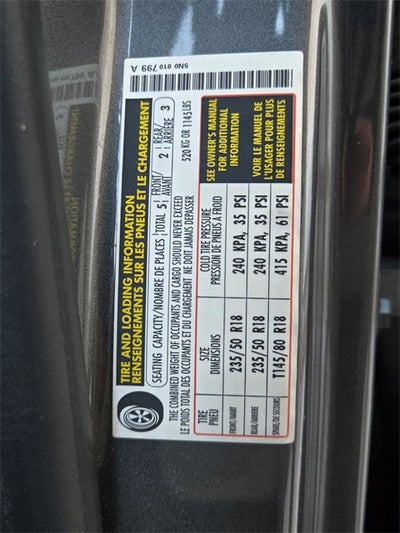 5N0 010 799 A
TIRE AND LOADING INFORMATION
RENSEIGNEMENTS SUR LES PNEUS ET LE CHARGEMENT
SEATING CAPACITY/NOMBRE DE PLACES TOTAL 5 FRONT/AVANT 2 REAR/ARRIÈRE 3
THE COMBINED WEIGHT OF OCCUPANTS AND CARGO SHOULD NEVER EXCEED 520 KG OR 1145 LBS
LE POIDS TOTAL DES OCCUPANTS ET DU CHARGEMENT NE DOIT JAMAIS DEPASSER
TIRE SIZE COLD TIRE PRESSURE
PNEU DIMENSIONS PRESSION DE PNEUS À FROID
FRONT/AVANT 235/50 R18 240 KPA, 35 PSI
REAR/ARRIERE 235/50 R18 240 KPA, 35 PSI
SPARE/DE SECOURS T145/80 R18 415 KPA, 61 PSI
SEE OWNER'S MANUAL
FOR ADDITIONAL
INFORMATION
VOIR LE MANUEL DE
L'USAGER POUR PLUS
DE RENSEIGNEMENTS